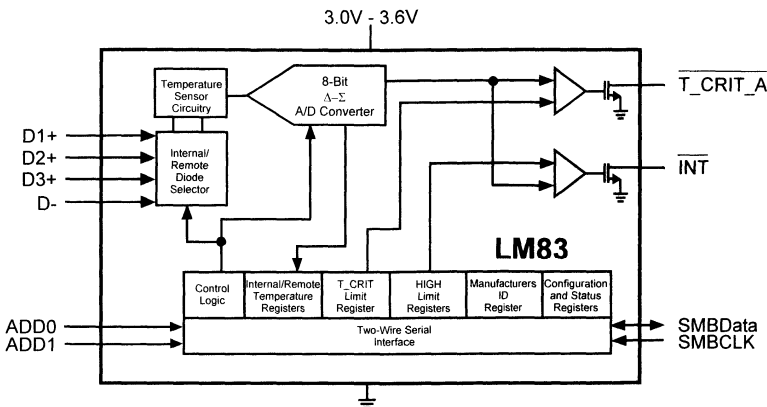 3.0V - 3.6V
Temperature
Sensor
Circuitry
8-Bit
Δ-Σ
A/D Converter
T_CRIT_A
D1+
D2+
D3+
D-
Internal/
Remote
Diode
Selector
INT
LM83
Control
Logic
Internal/Remote
Temperature
Registers
T_CRIT
Limit
Register
HIGH
Limit
Registers
Manufacturers
ID
Register
Configuration
and Status
Registers
ADD0
ADD1
Two-Wire Serial
Interface
SMBData
SMBCLK